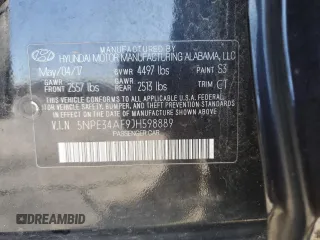 MANUFACTURED BY
HYUNDAI MOTOR MANUFACTURING ALABAMA, LLC
May/04/17 GVWR 4497 lbs PAINT S3
GAWR FRONT 2557 lbs GAWR REAR 2513 lbs TRIM CT
THIS VEHICLE CONFORMS TO ALL APPLICABLE U.S. FEDERAL MOTOR VEHICLE SAFETY, BUMPER, AND THEFT PREVENTION STANDARDS IN EFFECT ON THE DATE OF MANUFACTURE SHOWN ABOVE.
V.I.N 5NPE34AF9JH598889
PASSENGER CAR
AUTOBIDMASTER